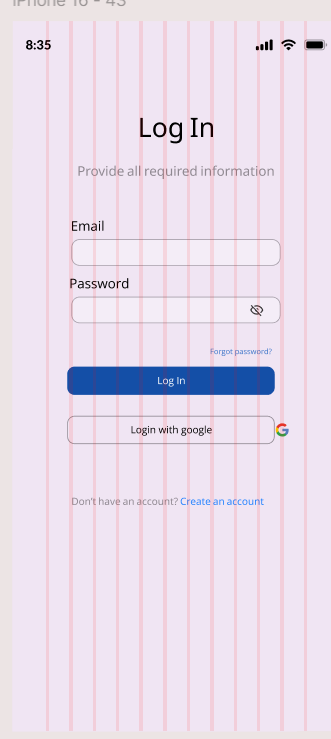 iPhone 16 - 43
8:35
Log In
Provide all required information
Email
Password
Forgot password?
Log In
Login with google
Don't have an account? Create an account